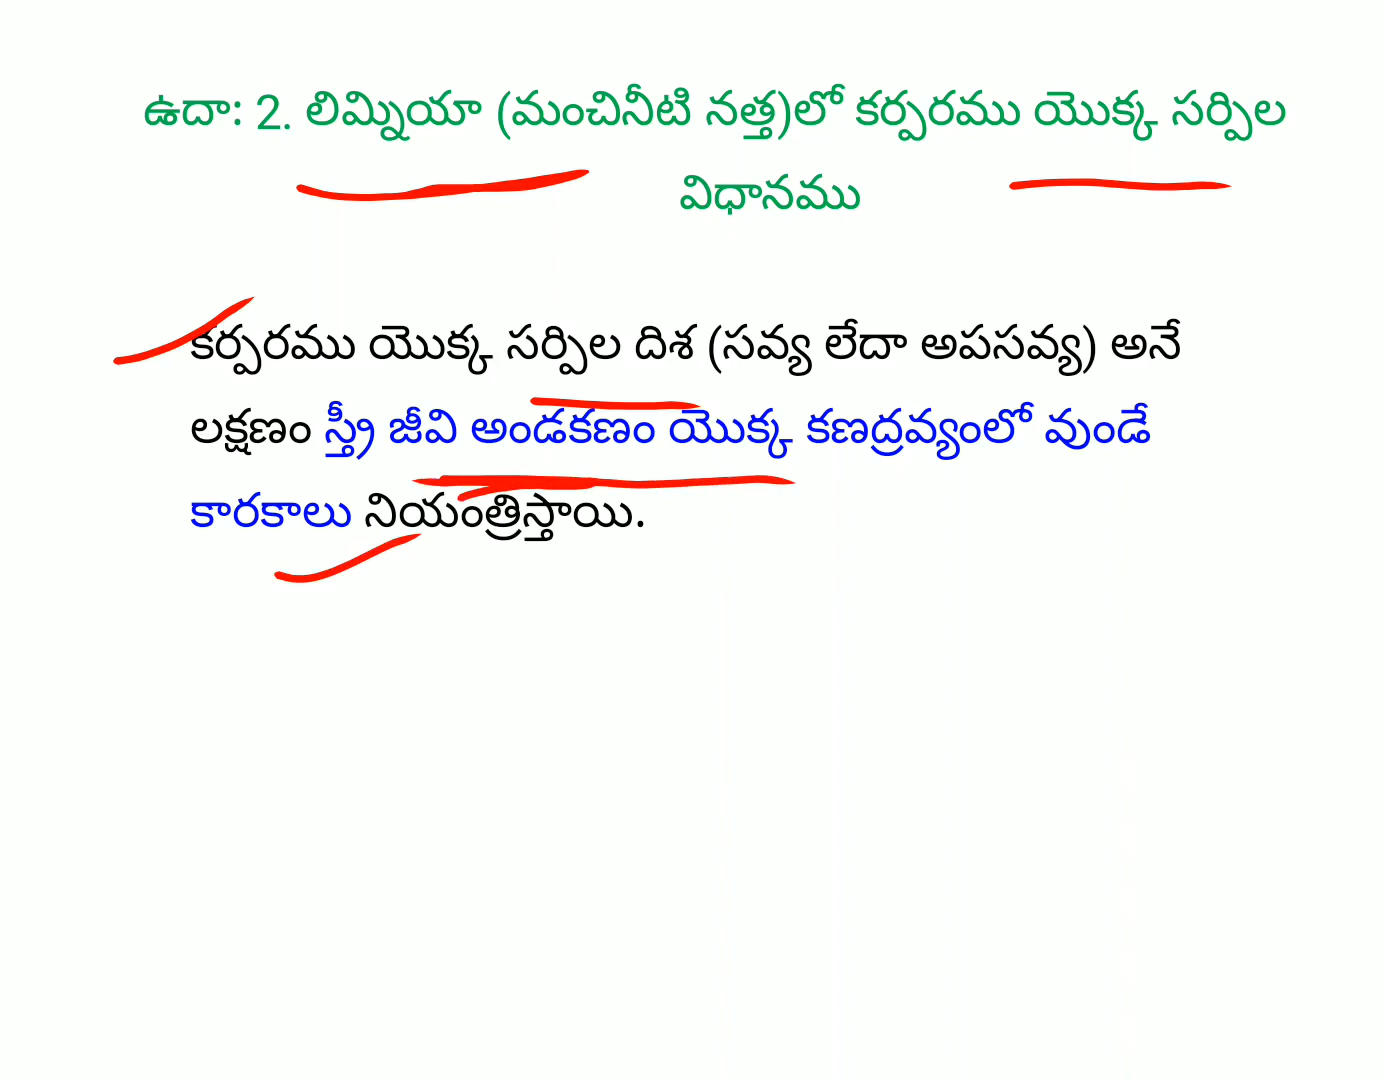 ఉదా: 2. లిమ్నియా (మంచినీటి నత్త)లో కర్పరము యొక్క సర్పిల
విధానము
కర్పరము యొక్క సర్పిల దిశ (సవ్య లేదా అపసవ్య) అనే
లక్షణం స్త్రీ జీవి అండకణం యొక్క కణద్రవ్యంలో వుండే
కారకాలు నియంత్రిస్తాయి.